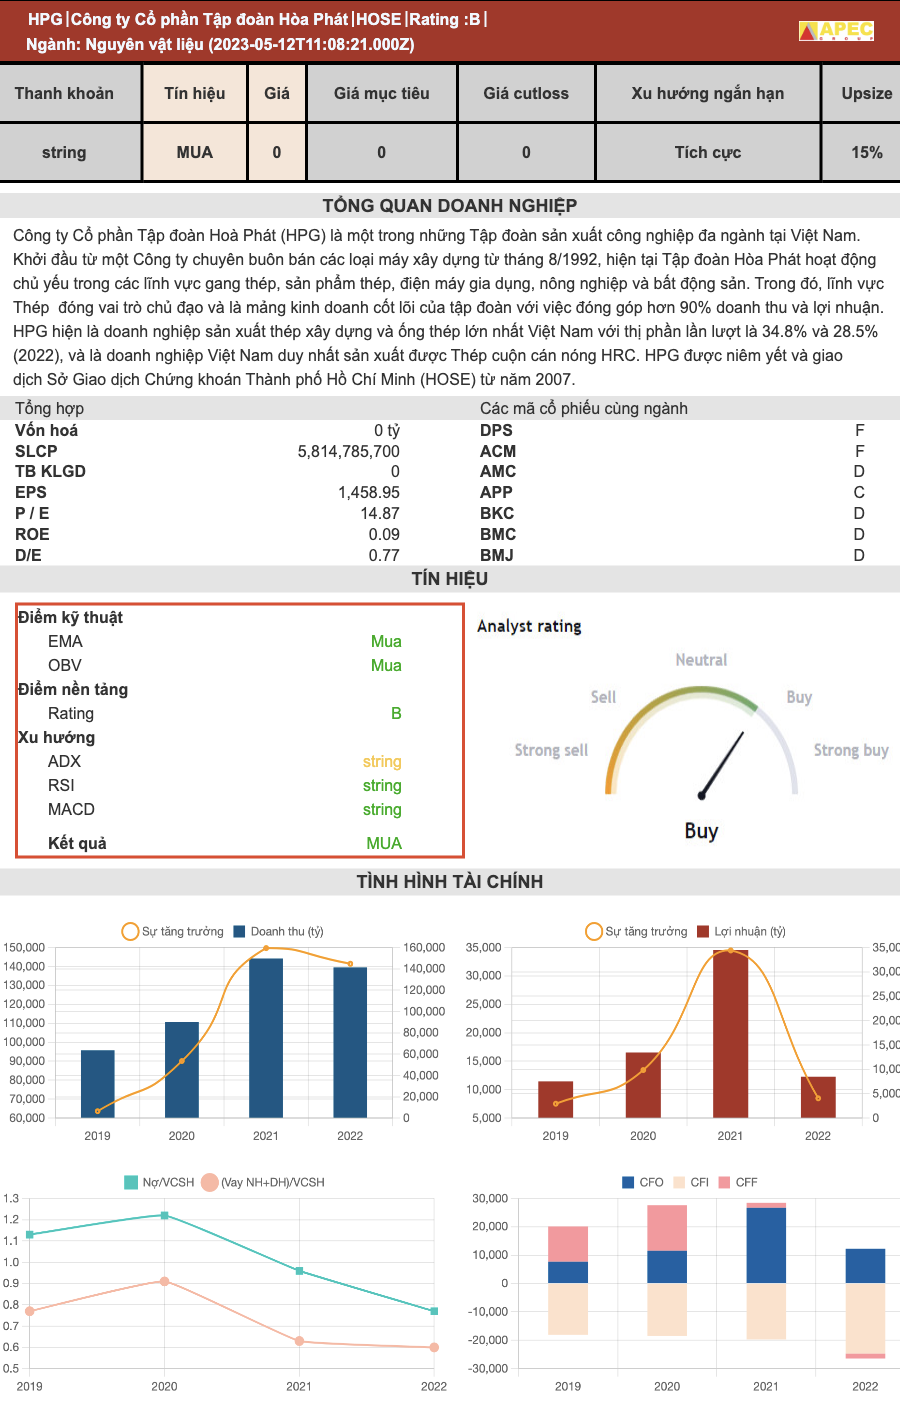 HPG|Công ty Cổ phần Tập đoàn Hòa Phát|HOSE|Rating :B|
Ngành: Nguyên vật liệu (2023-05-12T11:08:21.000Z)
APEC
GROUP
Thanh khoản Tín hiệu Giá Giá mục tiêu Giá cutloss Xu hướng ngắn hạn Upsize
string MUA 0 0 0 Tích cực 15%
TỔNG QUAN DOANH NGHIỆP
Công ty Cổ phần Tập đoàn Hoà Phát (HPG) là một trong những Tập đoàn sản xuất công nghiệp đa ngành tại Việt Nam.
Khởi đầu từ một Công ty chuyên buôn bán các loại máy xây dựng từ tháng 8/1992, hiện tại Tập đoàn Hòa Phát hoạt động
chủ yếu trong các lĩnh vực gang thép, sản phẩm thép, điện máy gia dụng, nông nghiệp và bất động sản. Trong đó, lĩnh vực
Thép đóng vai trò chủ đạo và là mảng kinh doanh cốt lõi của tập đoàn với việc đóng góp hơn 90% doanh thu và lợi nhuận.
HPG hiện là doanh nghiệp sản xuất thép xây dựng và ống thép lớn nhất Việt Nam với thị phần lần lượt là 34.8% và 28.5%
(2022), và là doanh nghiệp Việt Nam duy nhất sản xuất được Thép cuộn cán nóng HRC. HPG được niêm yết và giao
dịch Sở Giao dịch Chứng khoán Thành phố Hồ Chí Minh (HOSE) từ năm 2007.
Tổng hợp
Vốn hoá 0 tỷ
SLCP 5,814,785,700
TB KLGD 0
EPS 1,458.95
P / E 14.87
ROE 0.09
D/E 0.77
Các mã cổ phiếu cùng ngành
DPS F
ACM F
AMC D
APP C
BKC D
BMC D
BMJ D
TÍN HIỆU
Điểm kỹ thuật
EMA Mua
OBV Mua
Điểm nền tảng
Rating B
Xu hướng
ADX string
RSI string
MACD string
Kết quả MUA
Analyst rating
Neutral
Sell Buy
Strong sell Strong buy
Buy
TÌNH HÌNH TÀI CHÍNH
Sự tăng trưởng Doanh thu (tỷ)
150,000 160,000
140,000 140,000
130,000 120,000
120,000 100,000
110,000 80,000
100,000 60,000
90,000 40,000
80,000 20,000
70,000 0
60,000
2019 2020 2021 2022
Sự tăng trưởng Lợi nhuận (tỷ)
35,000 35,00
30,000 30,00
25,000 25,00
20,000 20,00
15,000 15,00
10,000 10,00
5,000 5,000
0
2019 2020 2021 2022
Nợ/VCSH (Vay NH+DH)/VCSH
1.3
1.2
1.1
1.0
0.9
0.8
0.7
0.6
0.5
2019 2020 2021 2022
CFO CFI CFF
30,000
20,000
10,000
0
-10,000
-20,000
-30,000
2019 2020 2021 2022